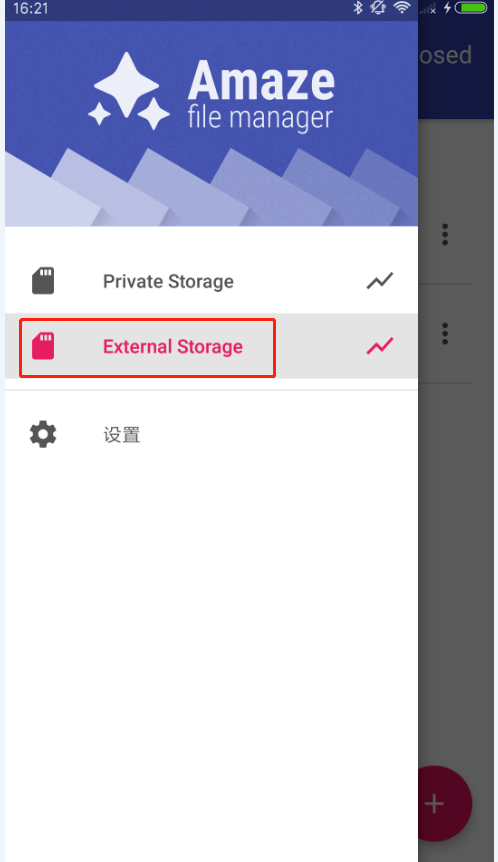 16:21
osed
Amaze
file manager
Private Storage
External Storage
设置